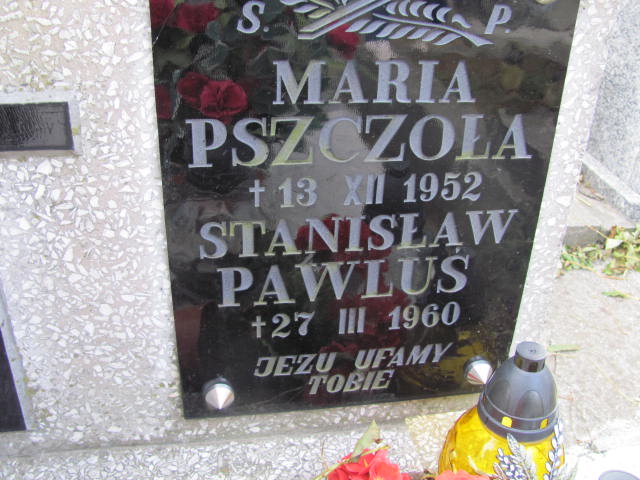 S. P.
MARIA
PSZCZOŁA
† 13 XII 1952
STANISŁAW
PAWLUŚ
† 27 III 1960
JEZU UFAMY
TOBIE